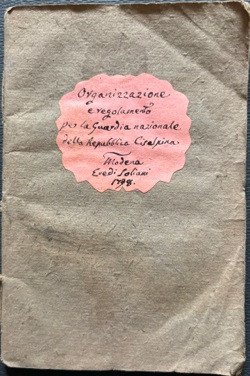 Organizzazione
e regolamento
per la Guardia nazionale
della Repubblica Cisalpina.
Modena
Eredi Soliani
1798.